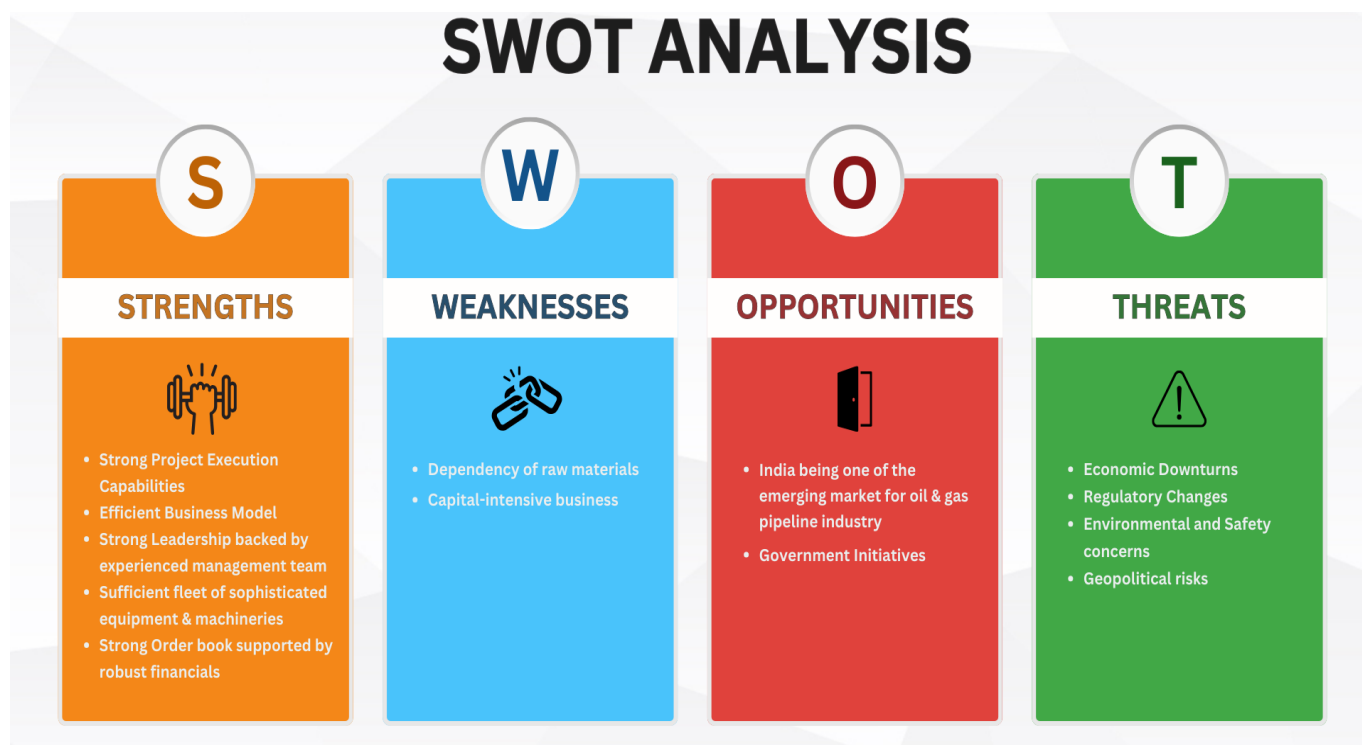 SWOT ANALYSIS
S
STRENGTHS
• Strong Project Execution
Capabilities
• Efficient Business Model
• Strong Leadership backed by
experienced management team
• Sufficient fleet of sophisticated
equipment & machineries
• Strong Order book supported by
robust financials
W
WEAKNESSES
• Dependency of raw materials
• Capital-intensive business
O
OPPORTUNITIES
• India being one of the
emerging market for oil & gas
pipeline industry
• Government Initiatives
T
THREATS
• Economic Downturns
• Regulatory Changes
• Environmental and Safety
concerns
• Geopolitical risks